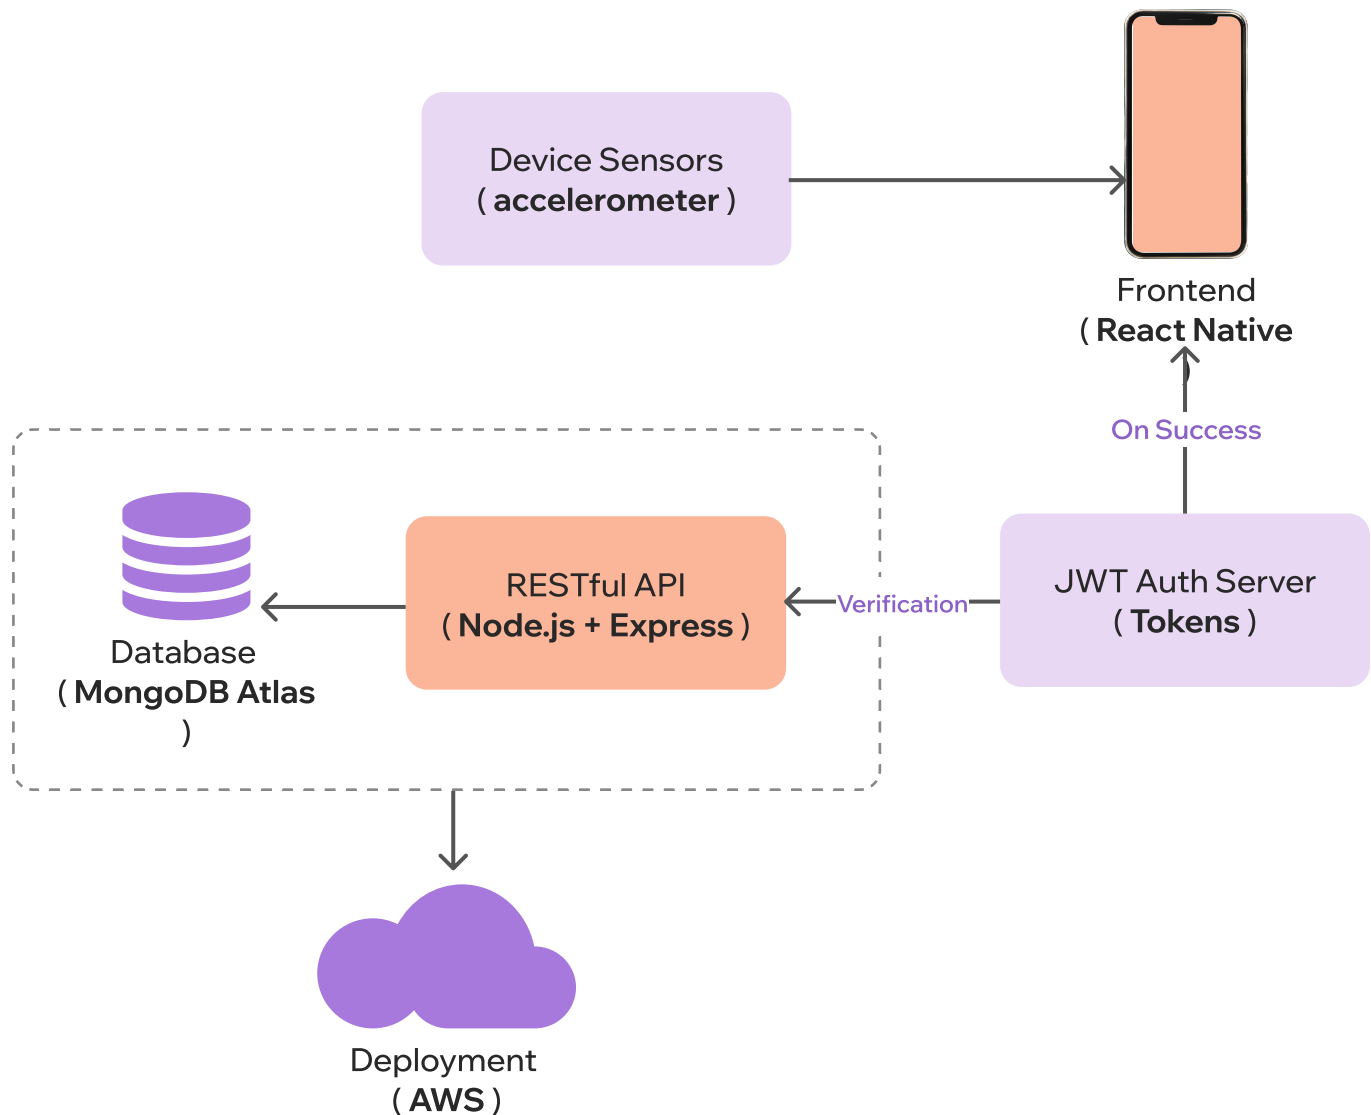 Device Sensors
( accelerometer )
Frontend
( React Native
)
On Success
RESTful API
( Node.js + Express )
Verification
JWT Auth Server
( Tokens )
Database
( MongoDB Atlas
)
Deployment
( AWS )